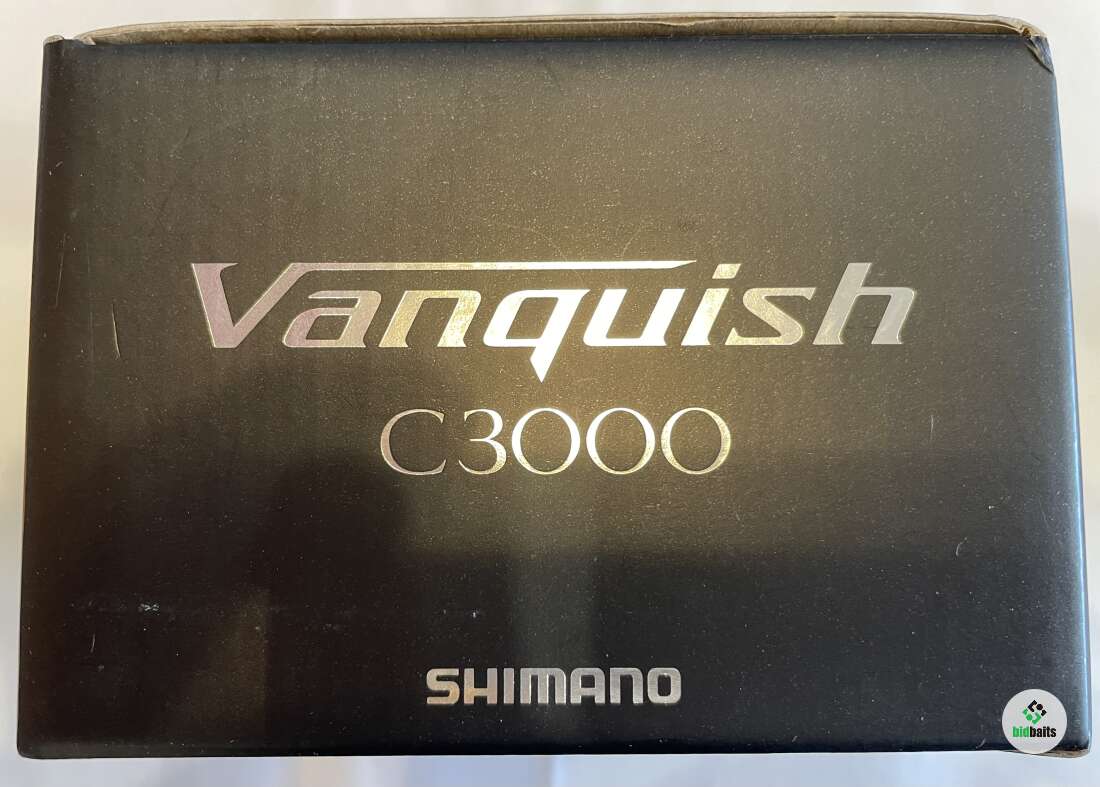 Vanquish
C3000
SHIMANO
bidbaits